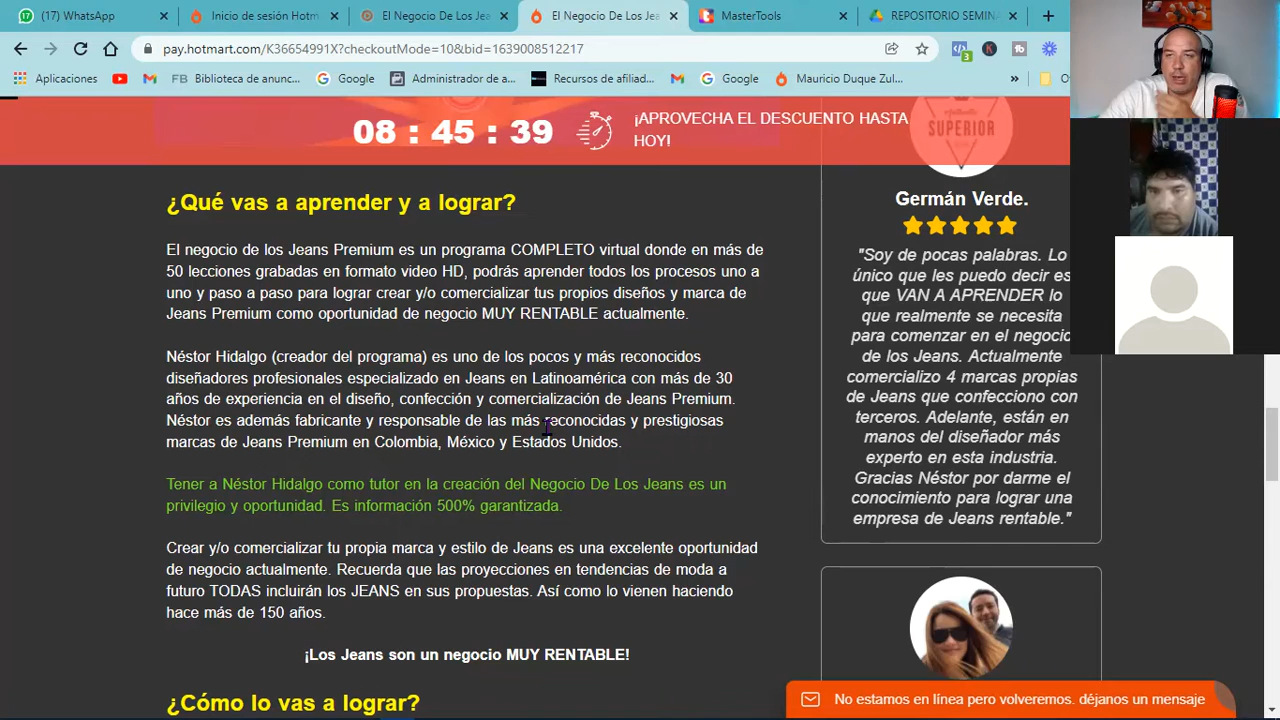 (17) WhatsApp
Inicio de sesión Hotm
El Negocio De Los Jea
El Negocio De Los Jea
MasterTools
REPOSITORIO SEMINA
pay.hotmart.com/K36654991X?checkoutMode=10&bid=1639008512217
3
Aplicaciones
FB Biblioteca de anunc...
Google
Administrador de a...
Recursos de afiliad...
Google
Mauricio Duque Zul...
»
O
08 : 45 : 39
¡APROVECHA EL DESCUENTO HASTA
HOY!
¿Qué vas a aprender y a lograr?
El negocio de los Jeans Premium es un programa COMPLETO virtual donde en más de
50 lecciones grabadas en formato video HD, podrás aprender todos los procesos uno a
uno y paso a paso para lograr crear y/o comercializar tus propios diseños y marca de
Jeans Premium como oportunidad de negocio MUY RENTABLE actualmente.
Néstor Hidalgo (creador del programa) es uno de los pocos y más reconocidos
diseñadores profesionales especializado en Jeans en Latinoamérica con más de 30
años de experiencia en el diseño, confección y comercialización de Jeans Premium.
Néstor es además fabricante y responsable de las más reconocidas y prestigiosas
marcas de Jeans Premium en Colombia, México y Estados Unidos.
Tener a Néstor Hidalgo como tutor en la creación del Negocio De Los Jeans es un
privilegio y oportunidad. Es información 500% garantizada.
Crear y/o comercializar tu propia marca y estilo de Jeans es una excelente oportunidad
de negocio actualmente. Recuerda que las proyecciones en tendencias de moda a
futuro TODAS incluirán los JEANS en sus propuestas. Así como lo vienen haciendo
hace más de 150 años.
¡Los Jeans son un negocio MUY RENTABLE!
¿Cómo lo vas a lograr?
SUPERIOR
Germán Verde.
"Soy de pocas palabras. Lo
único que les puedo decir es
que VAN A APRENDER lo
que realmente se necesita
para comenzar en el negocio
de los Jeans. Actualmente
comercializo 4 marcas propias
de Jeans que confecciono con
terceros. Adelante, están en
manos del diseñador más
experto en esta industria.
Gracias Néstor por darme el
conocimiento para lograr una
empresa de Jeans rentable."
No estamos en línea pero volveremos. déjanos un mensaje